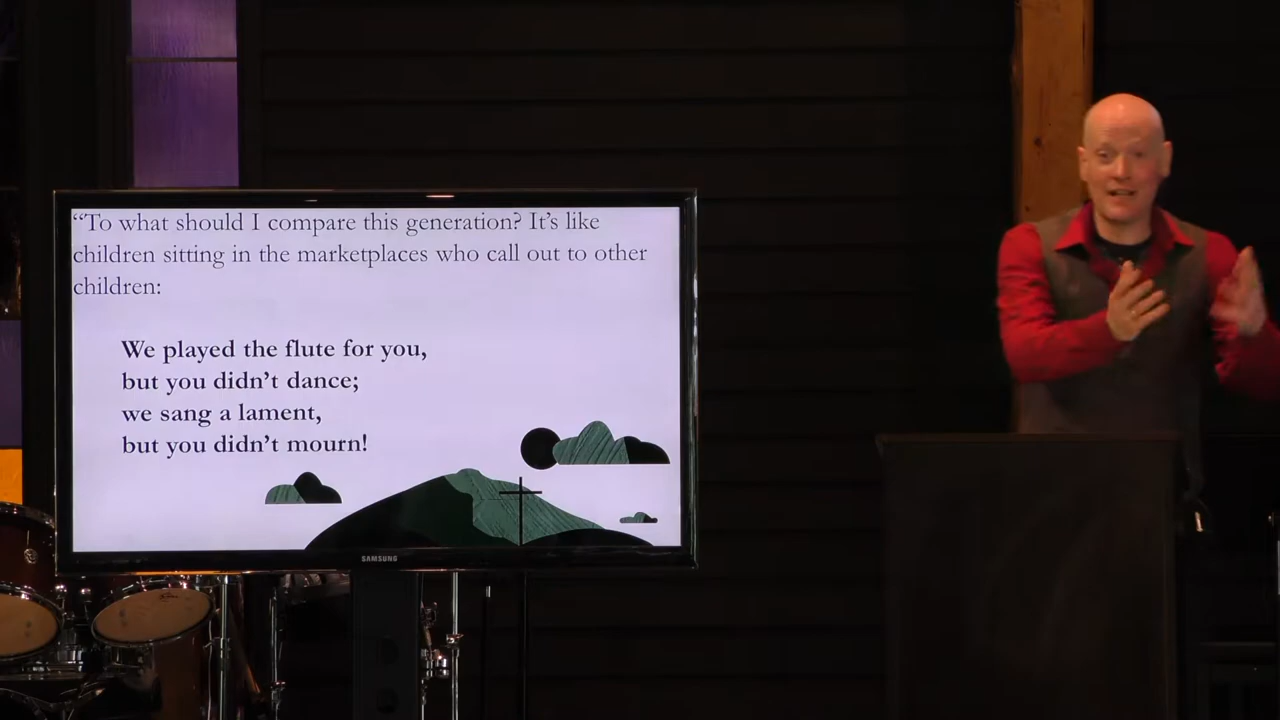 “To what should I compare this generation? It’s like
children sitting in the marketplaces who call out to other
children:
We played the flute for you,
but you didn’t dance;
we sang a lament,
but you didn’t mourn!
SAMSUNG